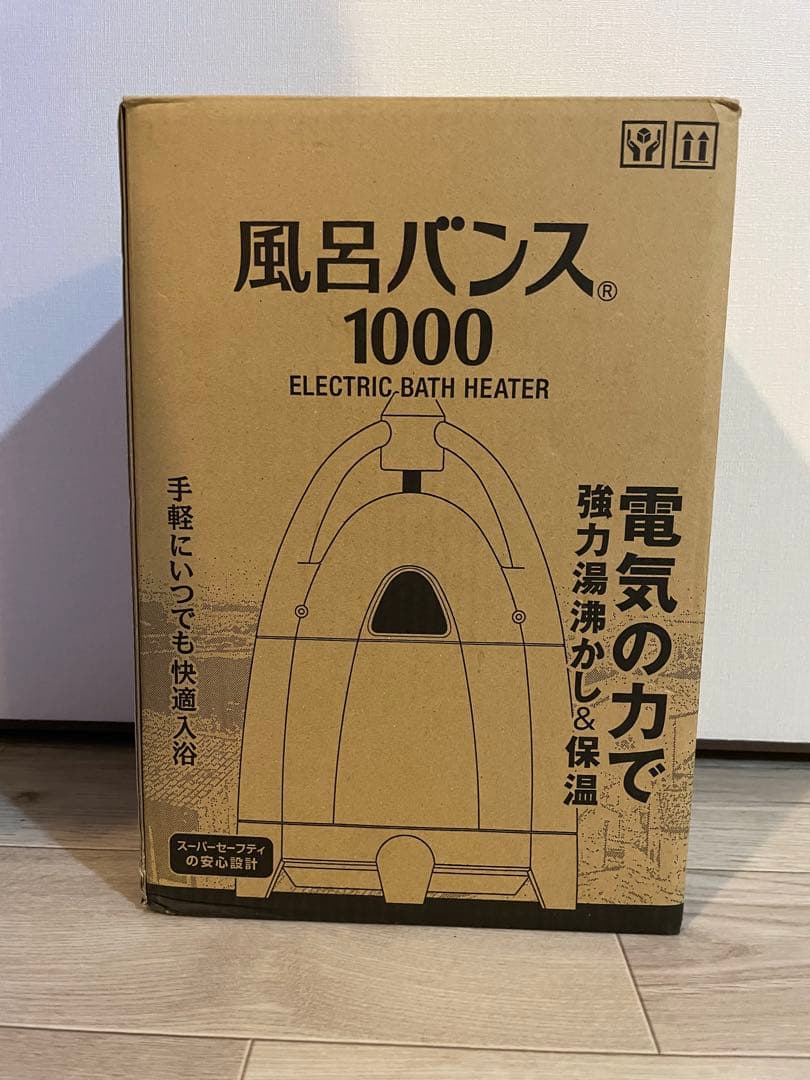 風呂バンス®
1000
ELECTRIC BATH HEATER
電気の力で
強力湯沸かし&保温
手軽にいつでも快適入浴
スーパーセーフティ
の安心設計